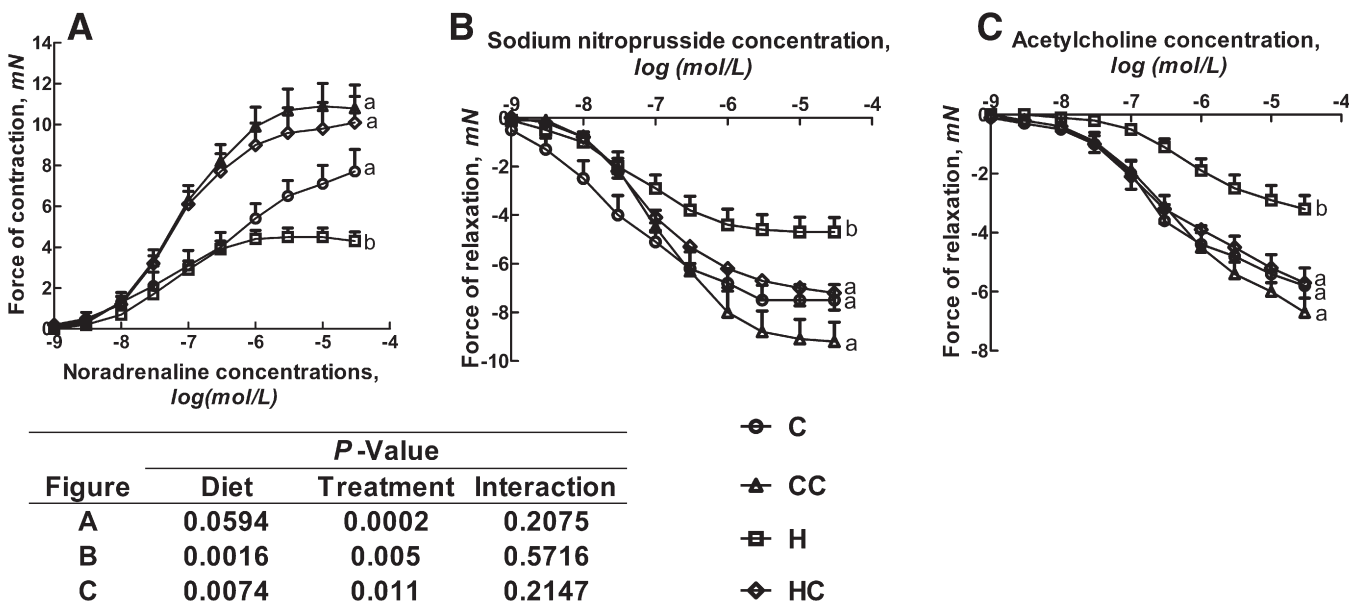 A
Force of contraction, mN
14
12
10
8
6
4
2
0
-9 -8 -7 -6 -5 -4
a
a
a
b
Noradrenaline concentrations,
log(mol/L)
B
Sodium nitroprusside concentration,
log (mol/L)
-9 -8 -7 -6 -5 -4
Force of relaxation, mN
0
-2
-4
-6
-8
-10
b
a
a
a
C
Acetylcholine concentration,
log (mol/L)
-9 -8 -7 -6 -5 -4
Force of relaxation, mN
0
-2
-4
-6
-8
b
a
a
a
P -Value
Figure Diet Treatment Interaction
A 0.0594 0.0002 0.2075
B 0.0016 0.005 0.5716
C 0.0074 0.011 0.2147
C
CC
H
HC